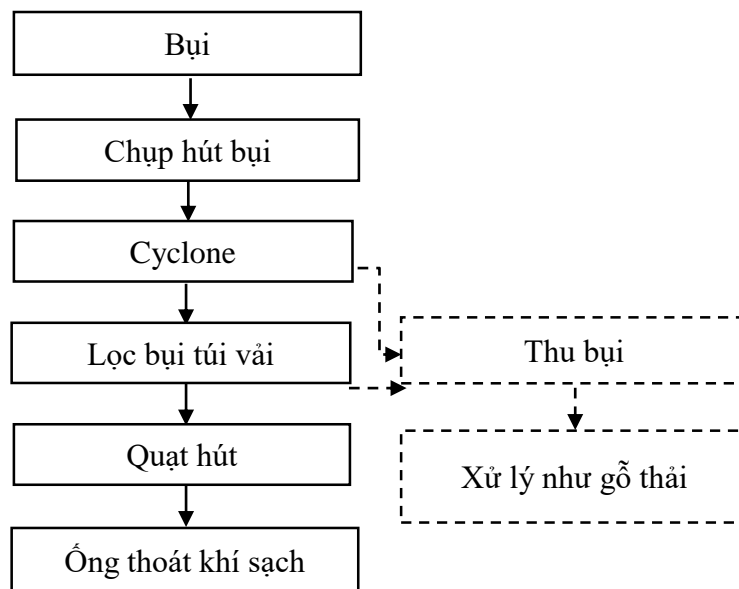 Bụi
Chụp hút bụi
Cyclone
Lọc bụi túi vải
Thu bụi
Quạt hút
Xử lý như gỗ thải
Ống thoát khí sạch